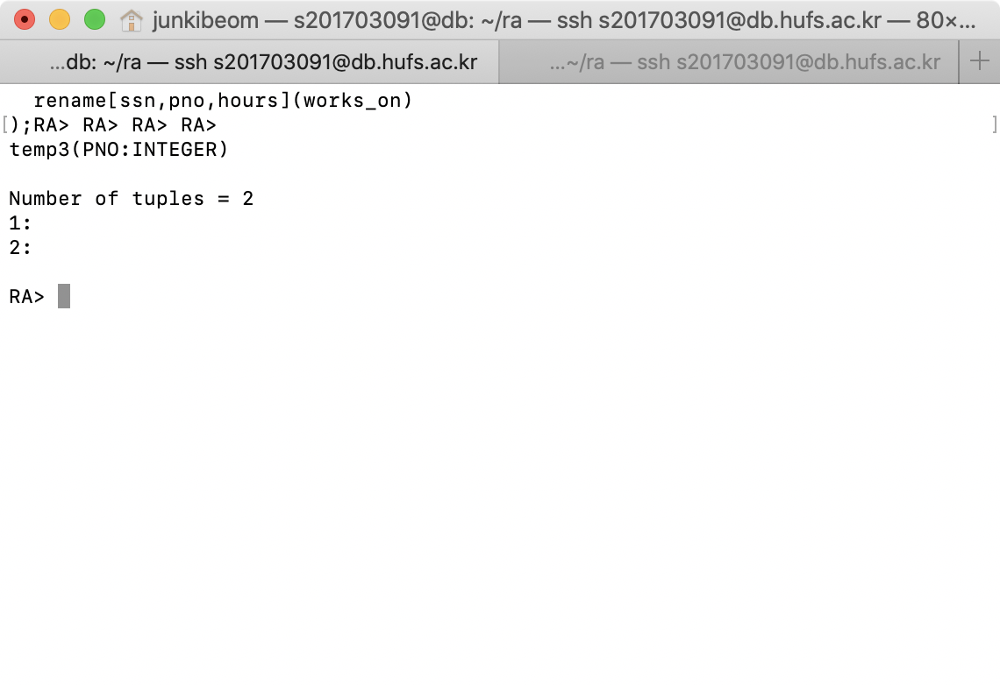 junkibeom — s201703091@db: ~/ra — ssh s201703091@db.hufs.ac.kr — 80×...
...db: ~/ra — ssh s201703091@db.hufs.ac.kr
...~/ra — ssh s201703091@db.hufs.ac.kr
+
rename[ssn,pno,hours](works_on)
[);RA> RA> RA> RA> ]
temp3(PNO:INTEGER)
Number of tuples = 2
1:
2:
RA>